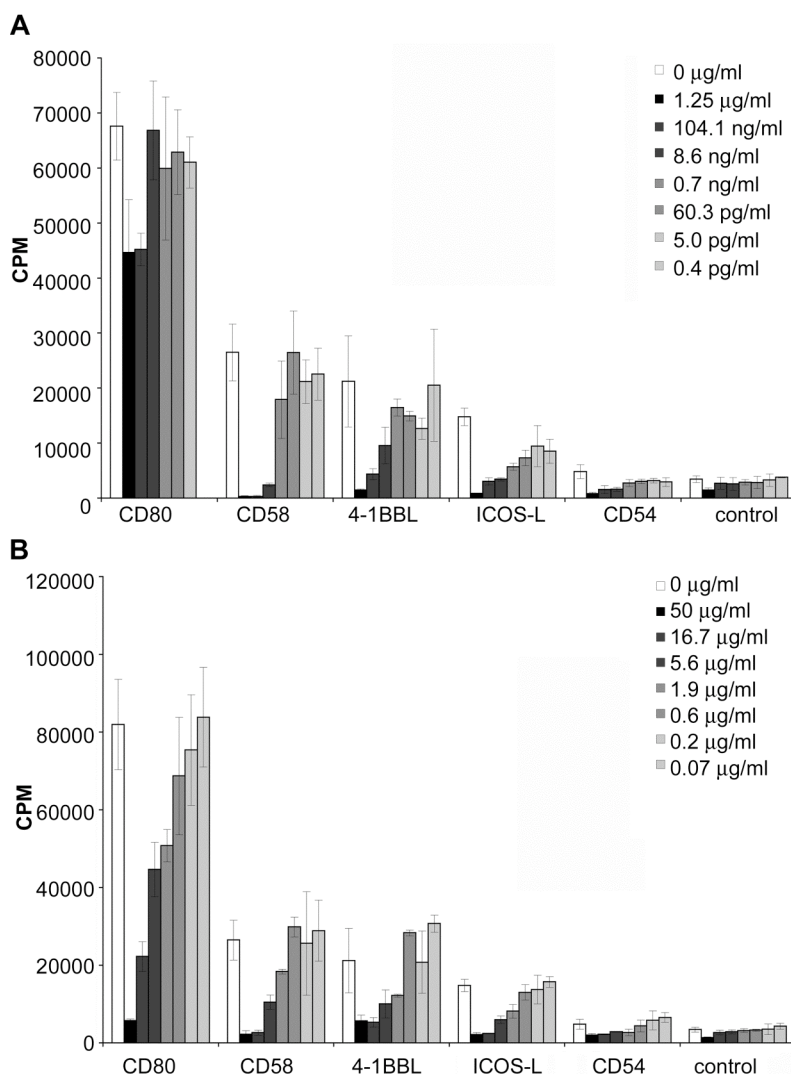 A
80000
70000
60000
50000
40000
30000
20000
10000
0
CPM
0 µg/ml
1.25 µg/ml
104.1 ng/ml
8.6 ng/ml
0.7 ng/ml
60.3 pg/ml
5.0 pg/ml
0.4 pg/ml
CD80 CD58 4-1BBL ICOS-L CD54 control
B
120000
100000
80000
60000
40000
20000
0
CPM
0 µg/ml
50 µg/ml
16.7 µg/ml
5.6 µg/ml
1.9 µg/ml
0.6 µg/ml
0.2 µg/ml
0.07 µg/ml
CD80 CD58 4-1BBL ICOS-L CD54 control